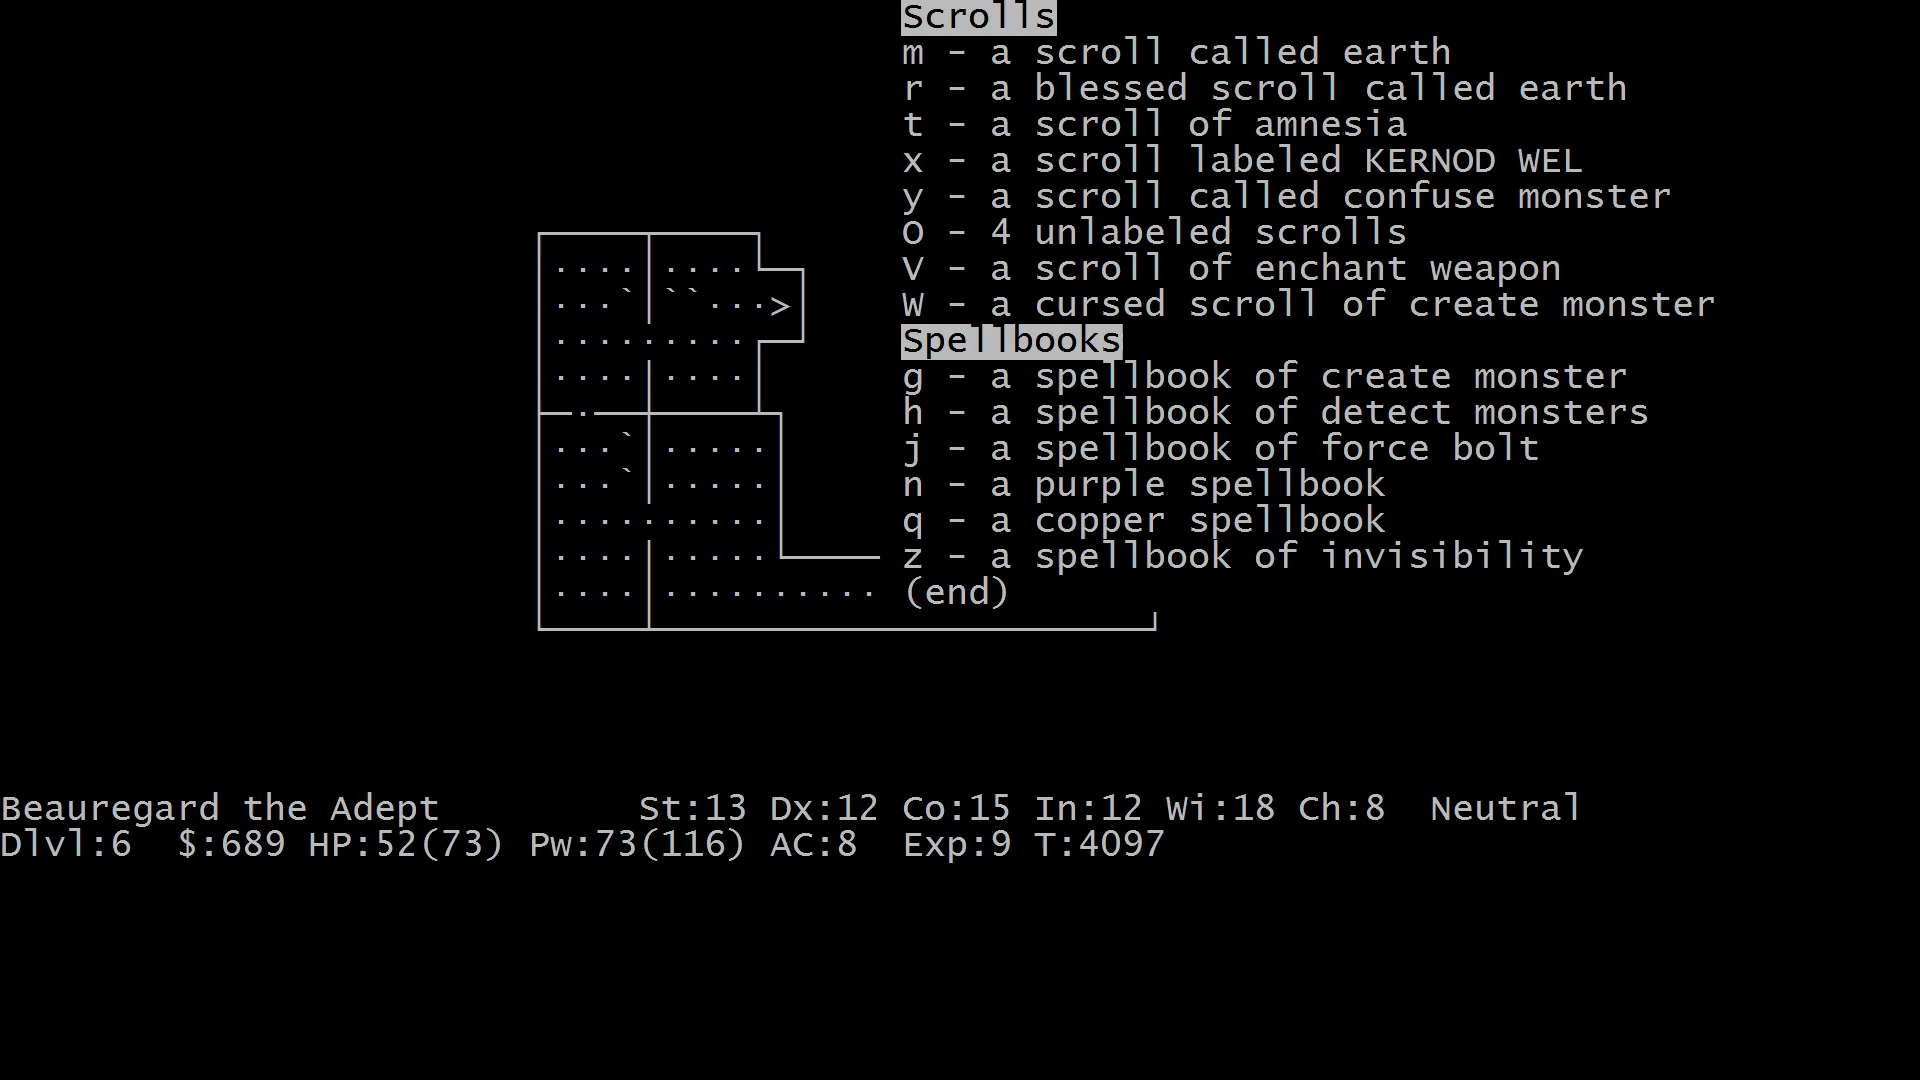 Scrolls
m - a scroll called earth
r - a blessed scroll called earth
t - a scroll of amnesia
x - a scroll labeled KERNOD WEL
y - a scroll called confuse monster
O - 4 unlabeled scrolls
V - a scroll of enchant weapon
W - a cursed scroll of create monster
Spellbooks
g - a spellbook of create monster
h - a spellbook of detect monsters
j - a spellbook of force bolt
n - a purple spellbook
q - a copper spellbook
z - a spellbook of invisibility
(end)
Beauregard the Adept St:13 Dx:12 Co:15 In:12 Wi:18 Ch:8 Neutral
Dlvl:6 $:689 HP:52(73) Pw:73(116) AC:8 Exp:9 T:4097